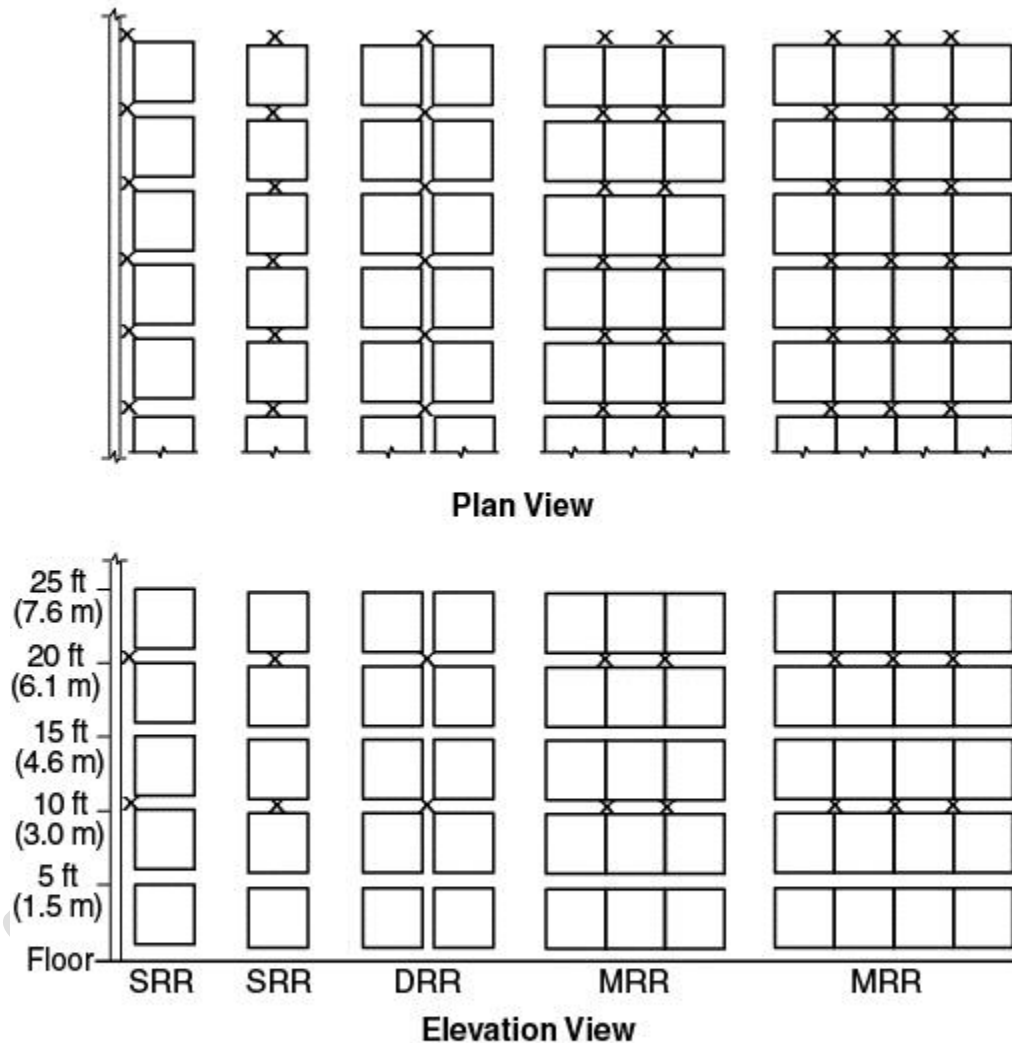 Plan View
25 ft
(7.6 m)
20 ft
(6.1 m)
15 ft
(4.6 m)
10 ft
(3.0 m)
5 ft
(1.5 m)
Floor
SRR SRR DRR MRR MRR
Elevation View